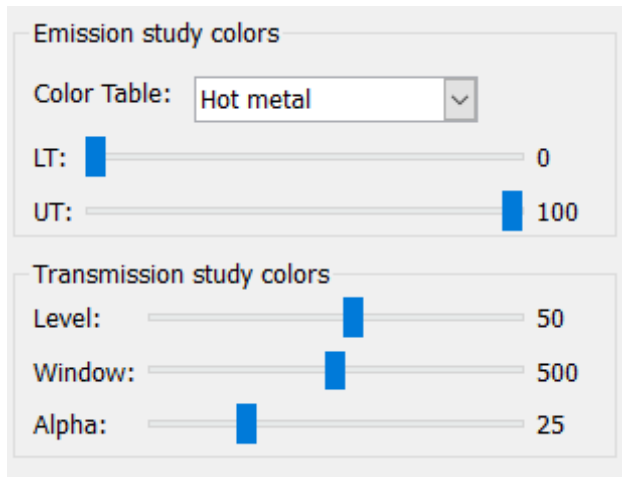 Emission study colors
Color Table: Hot metal
LT: 0
UT: 100
Transmission study colors
Level: 50
Window: 500
Alpha: 25